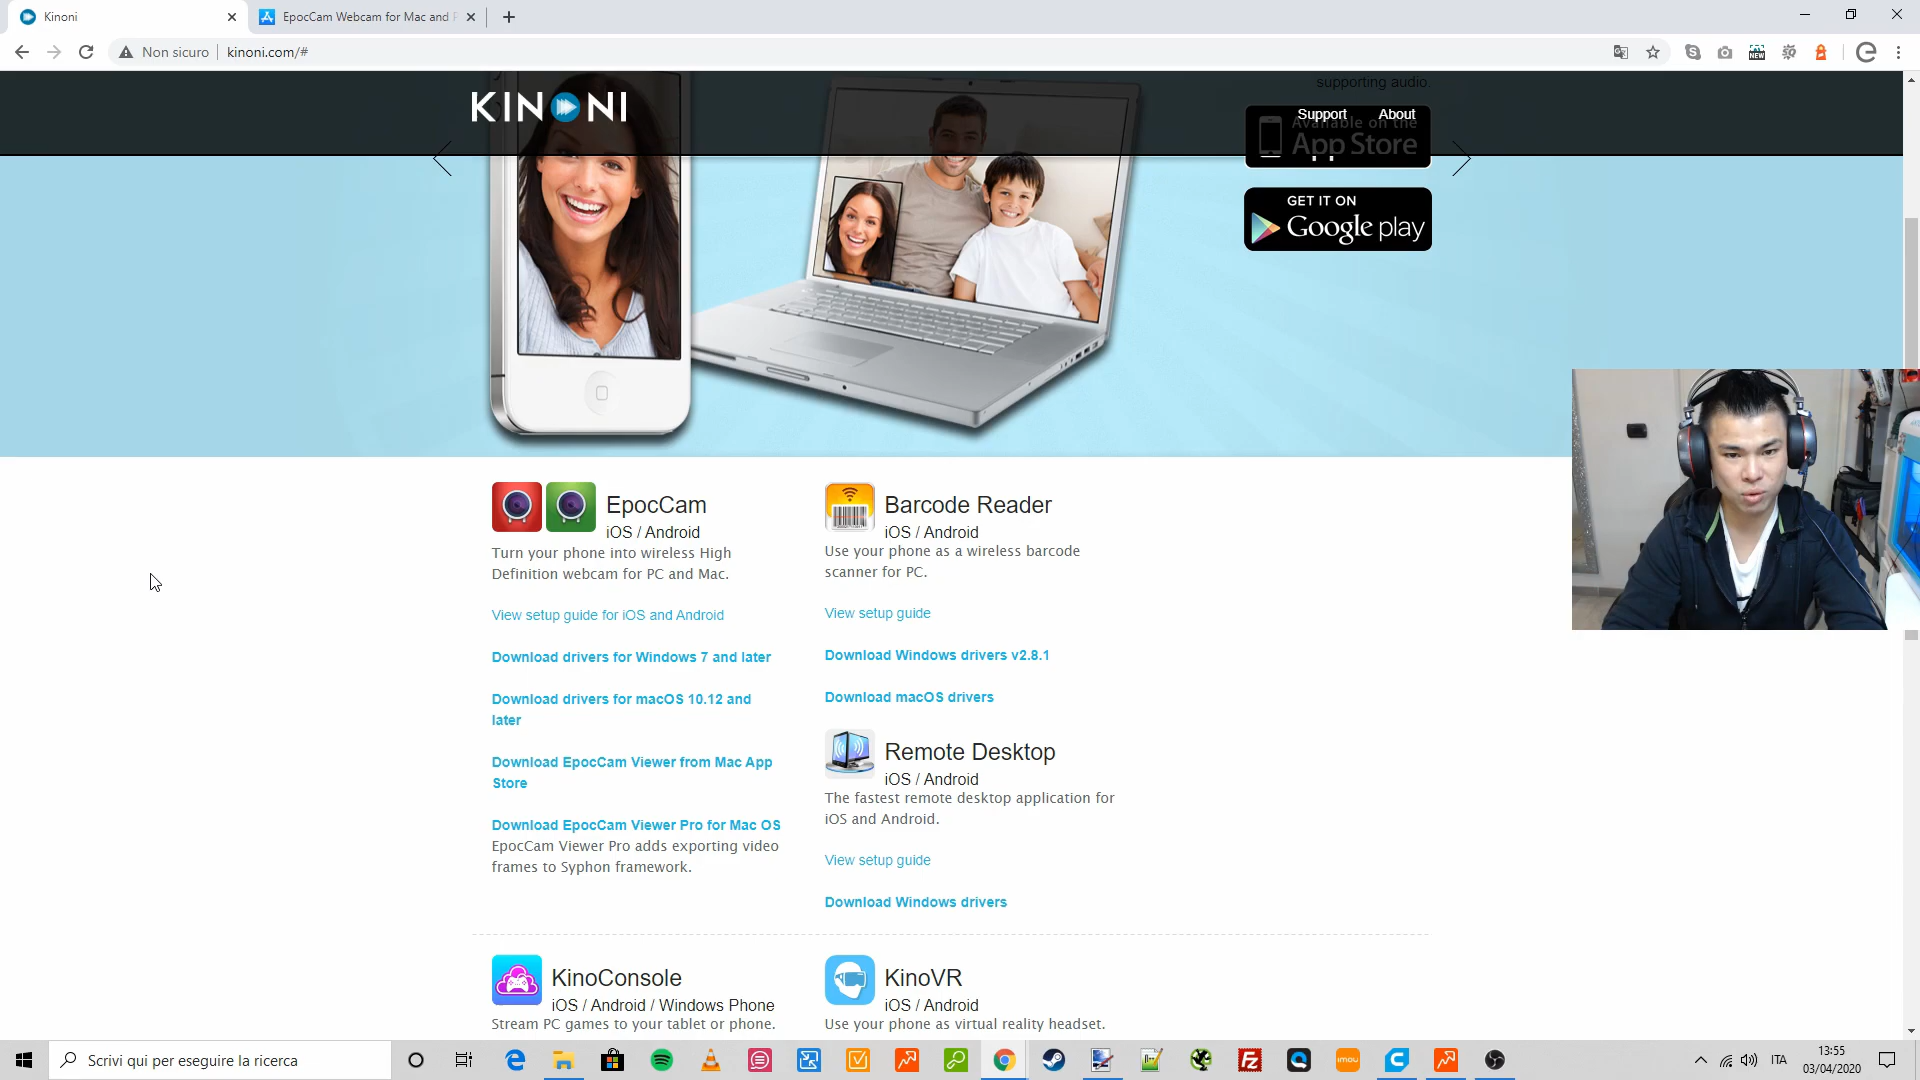 Kinoni
EpocCam Webcam for Mac and
Non sicuro
kinoni.com/#
NEW
supporting audio.
KINONI
Support
About
Available on the
App Store
GET IT ON
Google play
EpocCam
iOS / Android
Turn your phone into wireless High
Definition webcam for PC and Mac.
View setup guide for iOS and Android
Download drivers for Windows 7 and later
Download drivers for macOS 10.12 and
later
Download EpocCam Viewer from Mac App
Store
Download EpocCam Viewer Pro for Mac OS
EpocCam Viewer Pro adds exporting video
frames to Syphon framework.
Barcode Reader
iOS / Android
Use your phone as a wireless barcode
scanner for PC.
View setup guide
Download Windows drivers v2.8.1
Download macOS drivers
Remote Desktop
iOS / Android
The fastest remote desktop application for
iOS and Android.
View setup guide
Download Windows drivers
KinoConsole
iOS / Android / Windows Phone
Stream PC games to your tablet or phone.
KinoVR
iOS / Android
Use your phone as virtual reality headset.
Scrivi qui per eseguire la ricerca
imou
ITA
13:55
03/04/2020